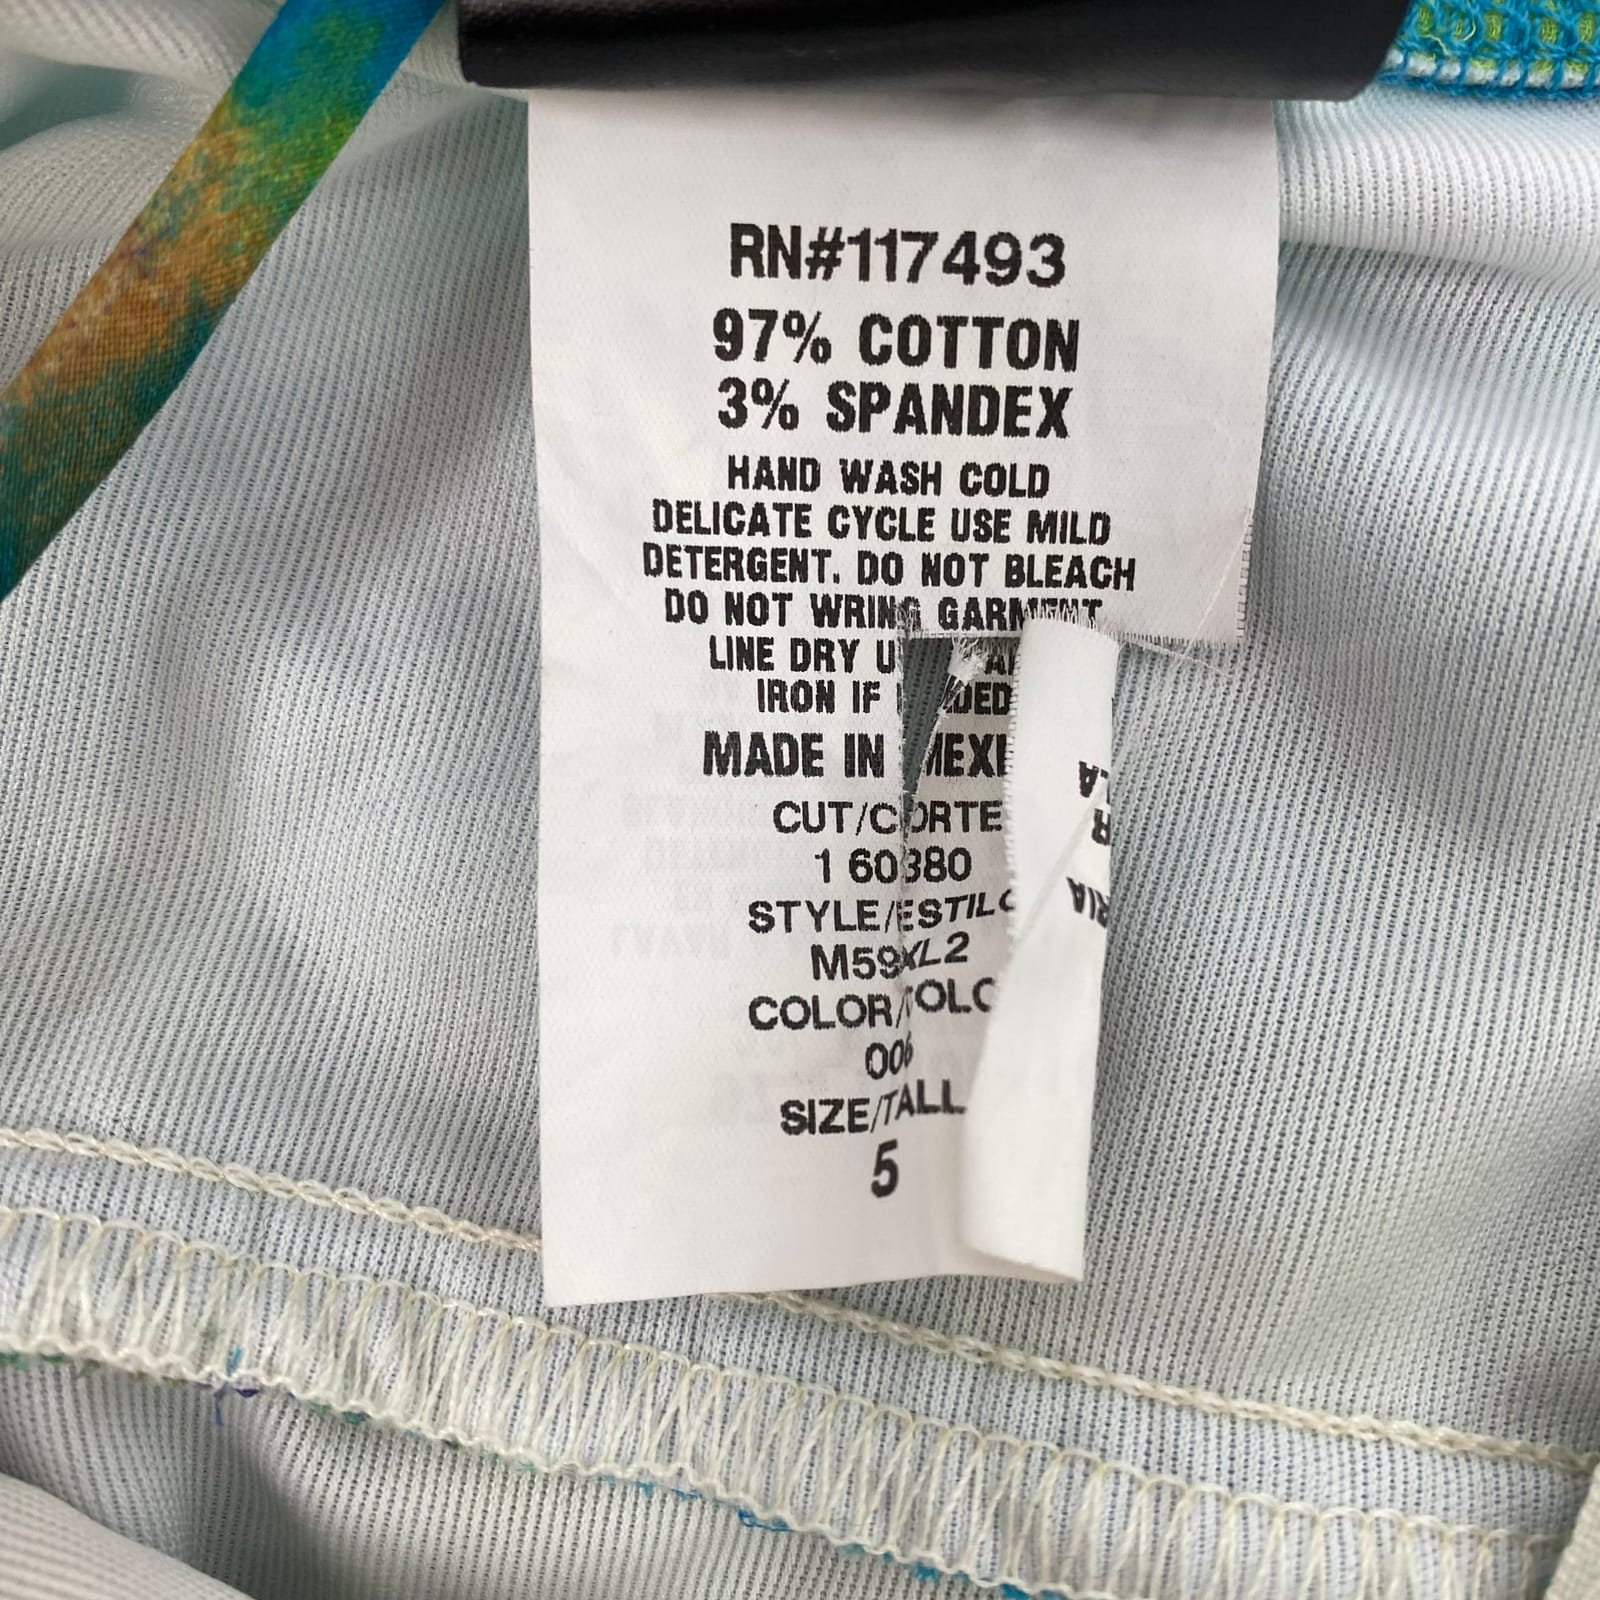 RN#117493
97% COTTON
3% SPANDEX
HAND WASH COLD
DELICATE CYCLE USE MILD
DETERGENT. DO NOT BLEACH
DO NOT WRING GARMENT
LINE DRY
IRON IF
MADE IN MEXI
CUT/CORTE
1 60380
STYLE/ESTILO
M59XL2
COLOR/COLO
006
SIZE/TALL
5